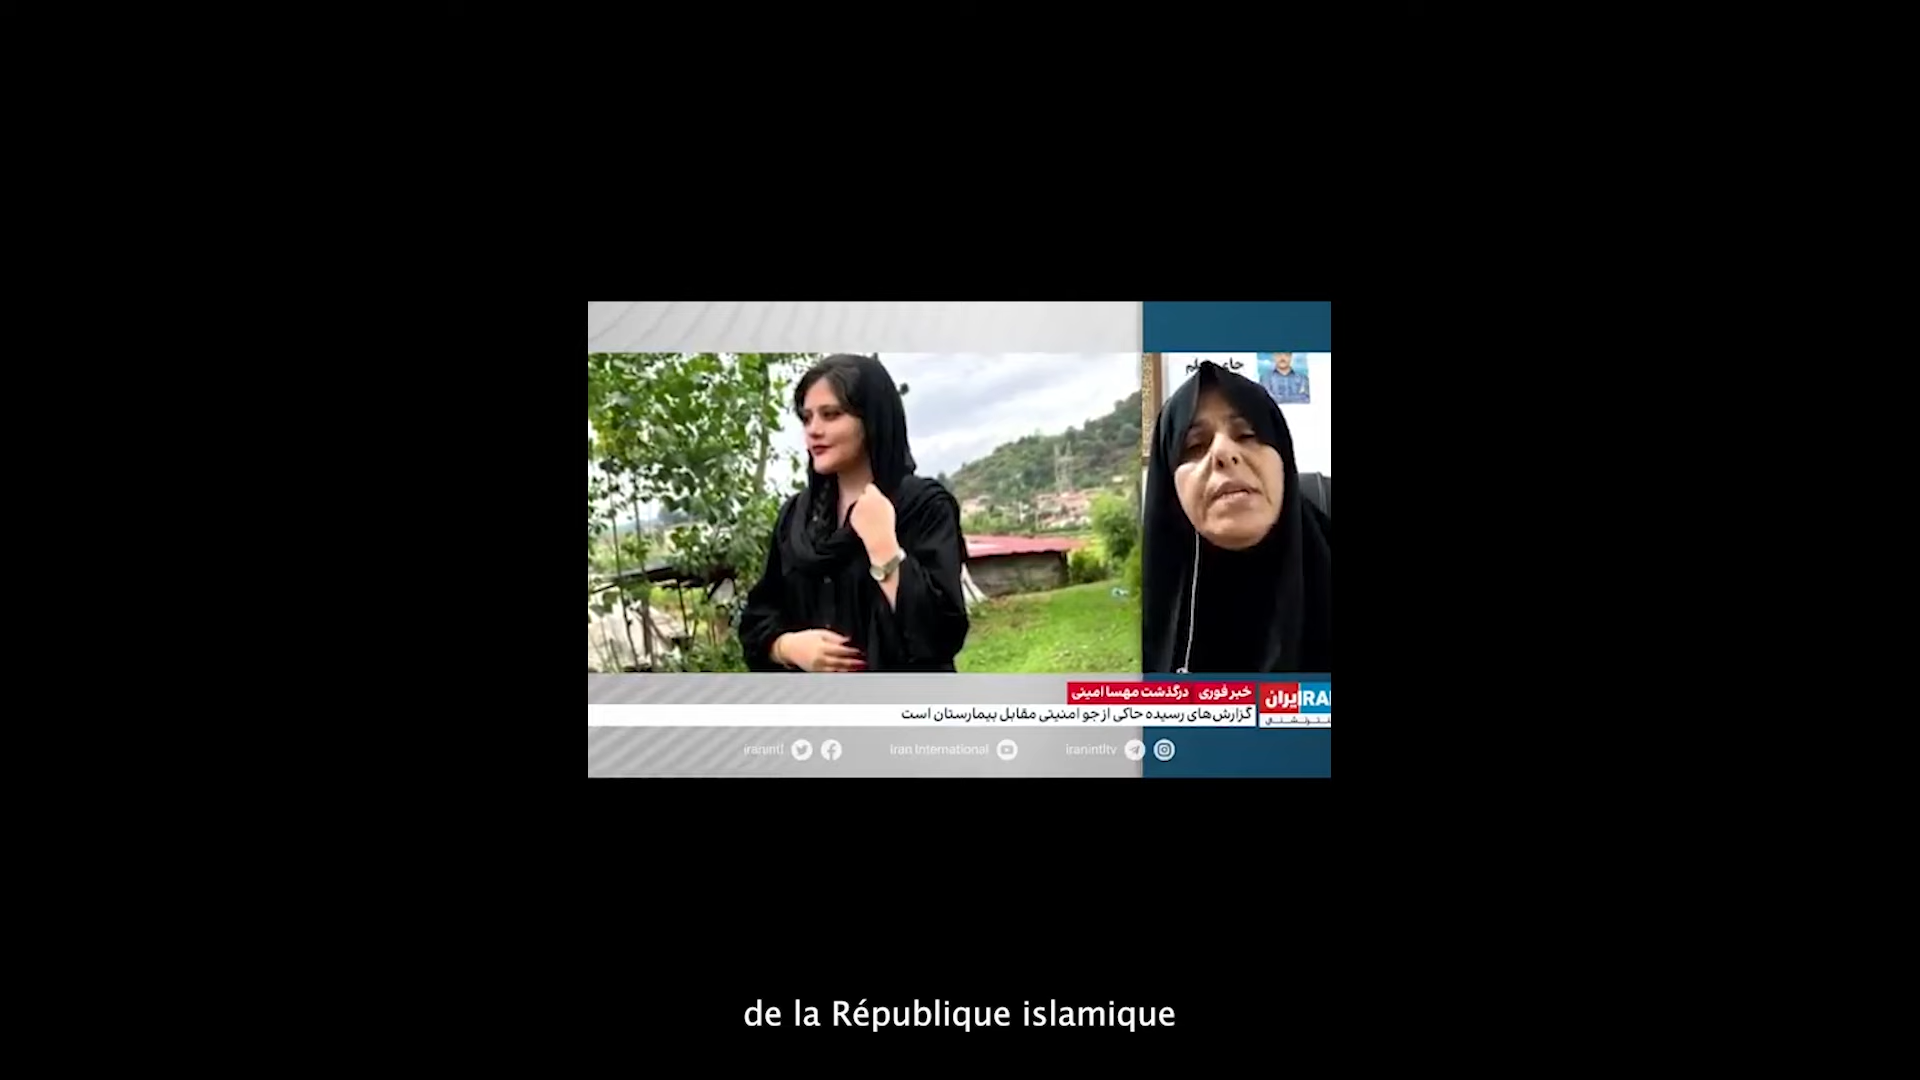 خبر فوری درگذشت مهسا امینی
گزارش‌های رسیده حاکی از جو امنیتی مقابل بیمارستان است
ایران IRA
iranintl
Iran International
iranintltv
de la République islamique